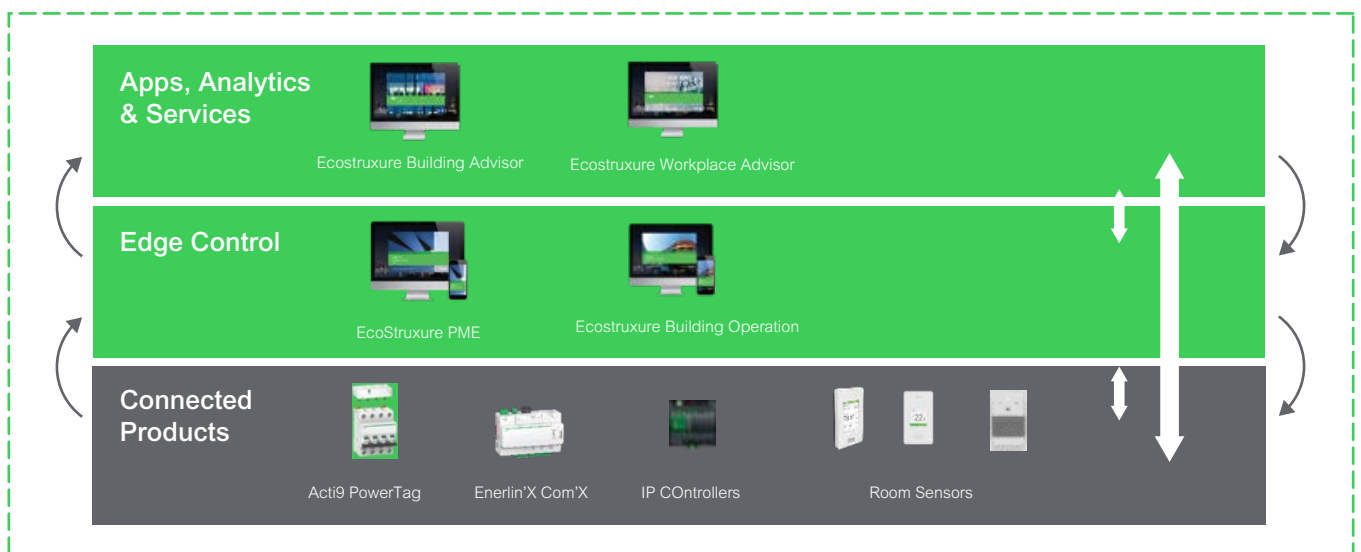 Apps, Analytics
& Services
Ecostruxure Building Advisor
Ecostruxure Workplace Advisor
Edge Control
EcoStruxure PME
Ecostruxure Building Operation
Connected
Products
Acti9 PowerTag
Enerlin'X Com'X
IP COntrollers
Room Sensors